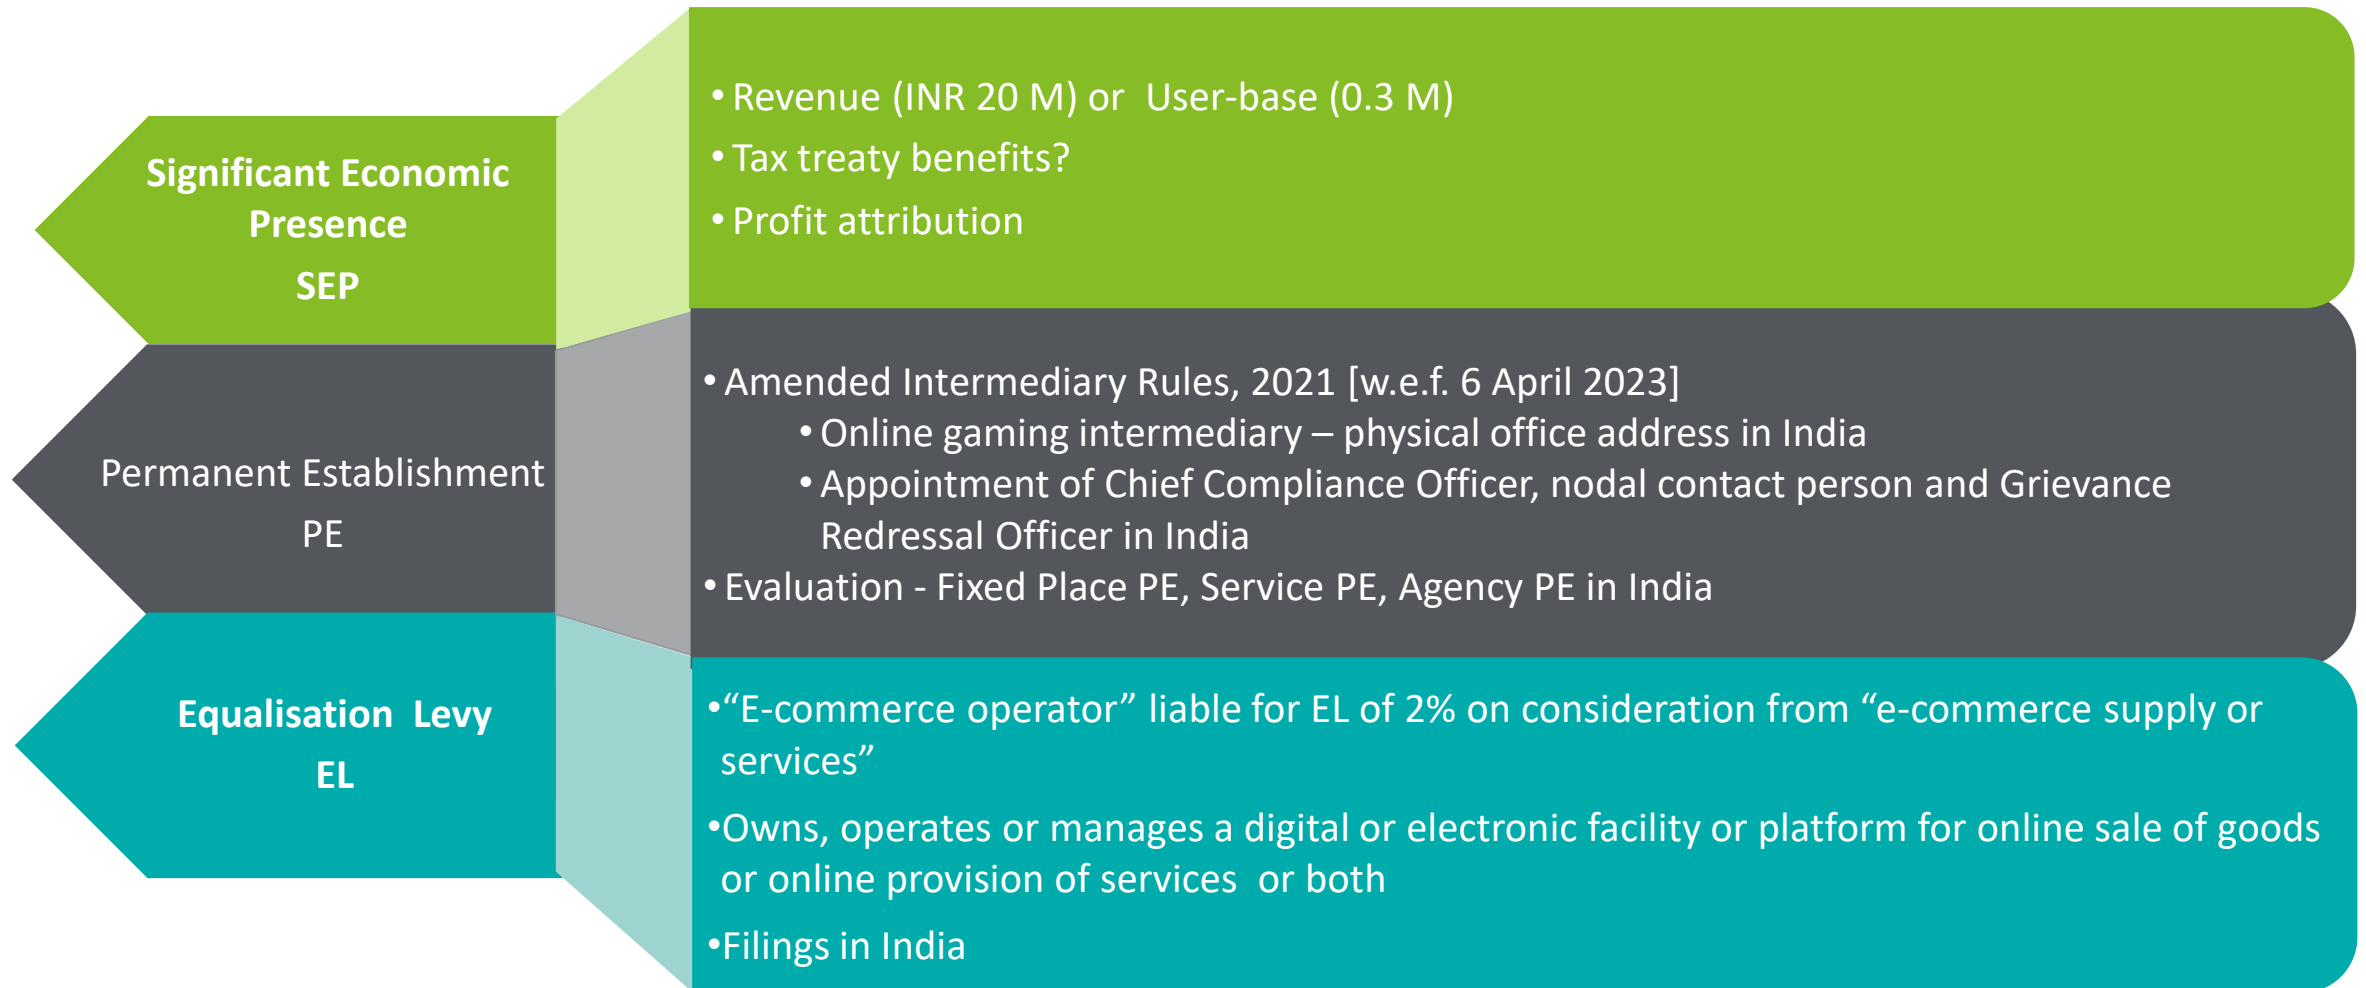 Significant Economic
Presence
SEP
• Revenue (INR 20 M) or  User-base (0.3 M)
• Tax treaty benefits?
• Profit attribution
Permanent Establishment
PE
• Amended Intermediary Rules, 2021 [w.e.f. 6 April 2023]
• Online gaming intermediary – physical office address in India
• Appointment of Chief Compliance Officer, nodal contact person and Grievance
Redressal Officer in India
• Evaluation - Fixed Place PE, Service PE, Agency PE in India
Equalisation  Levy
EL
•“E-commerce operator” liable for EL of 2% on consideration from “e-commerce supply or
services”
•Owns, operates or manages a digital or electronic facility or platform for online sale of goods
or online provision of services  or both
•Filings in India